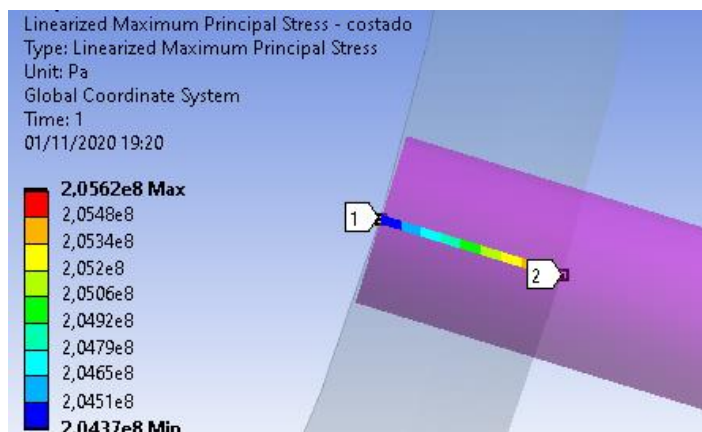 Linearized Maximum Principal Stress - costado
Type: Linearized Maximum Principal Stress
Unit: Pa
Global Coordinate System
Time: 1
01/11/2020 19:20
2,0562e8 Max
2,0548e8
2,0534e8
2,052e8
2,0506e8
2,0492e8
2,0479e8
2,0465e8
2,0451e8
2,0437e8 Min
1
2